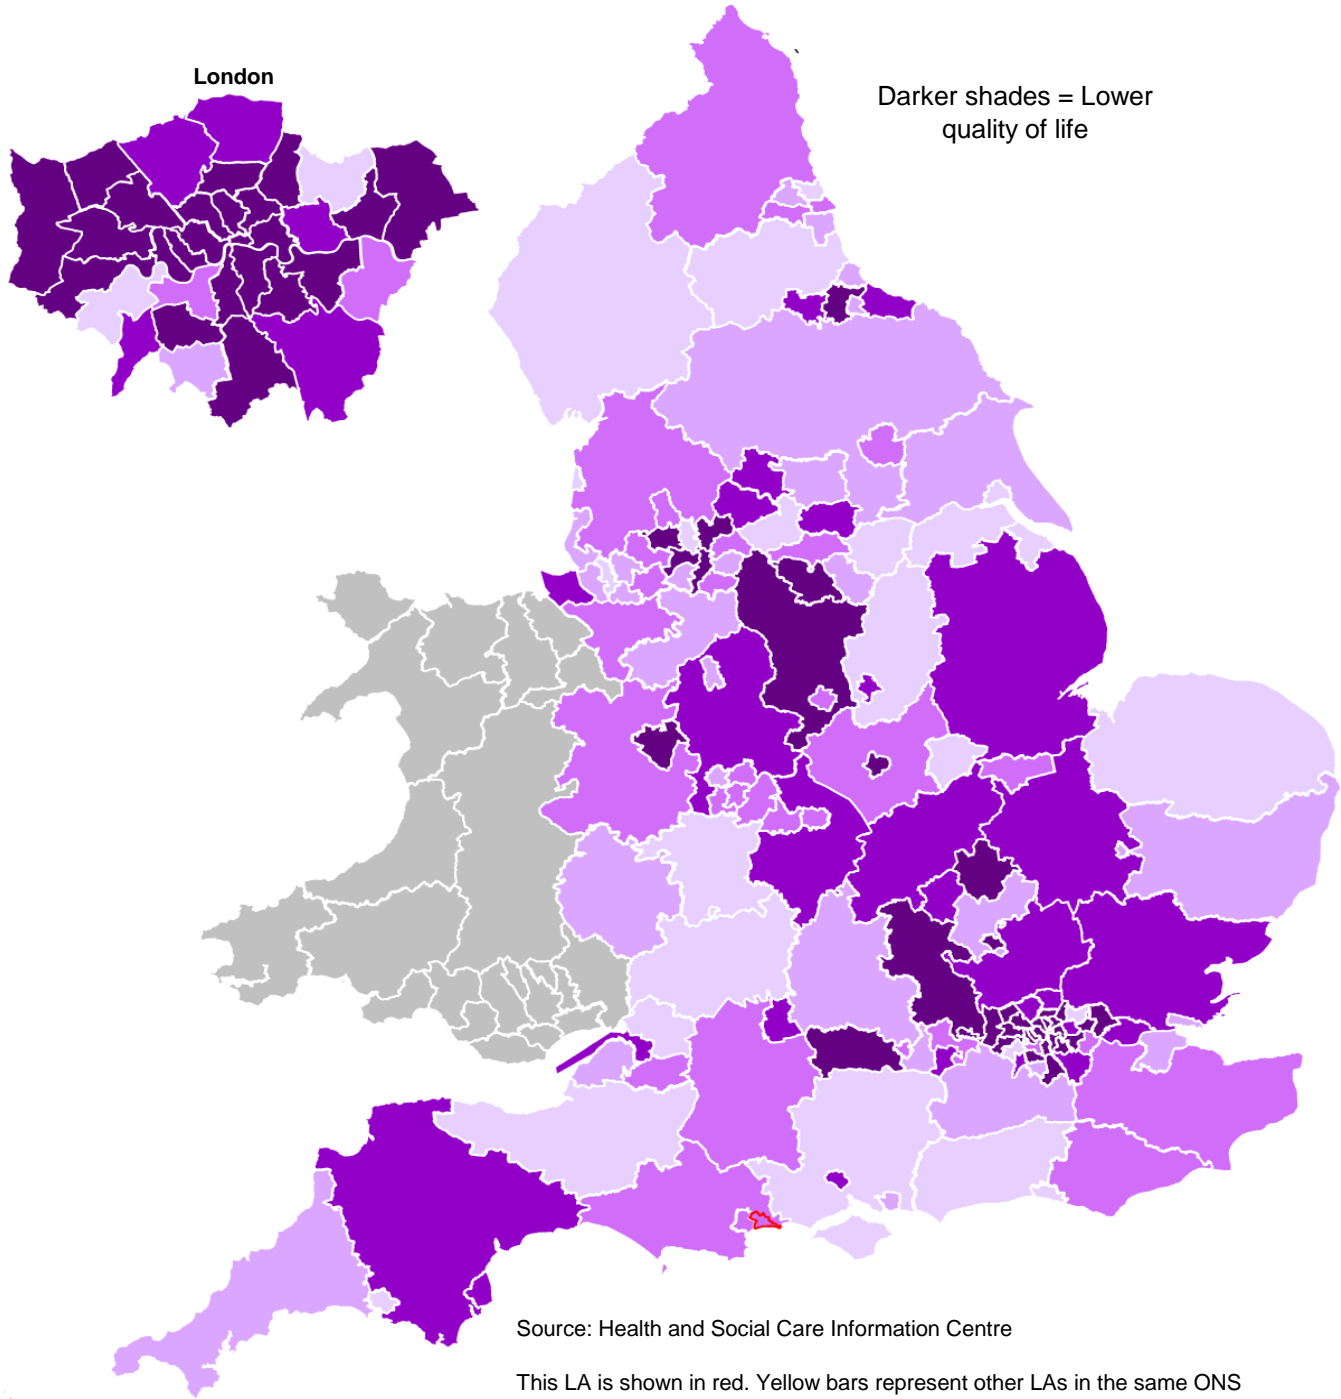 London
Darker shades = Lower
quality of life
Source: Health and Social Care Information Centre
This LA is shown in red. Yellow bars represent other LAs in the same ONS